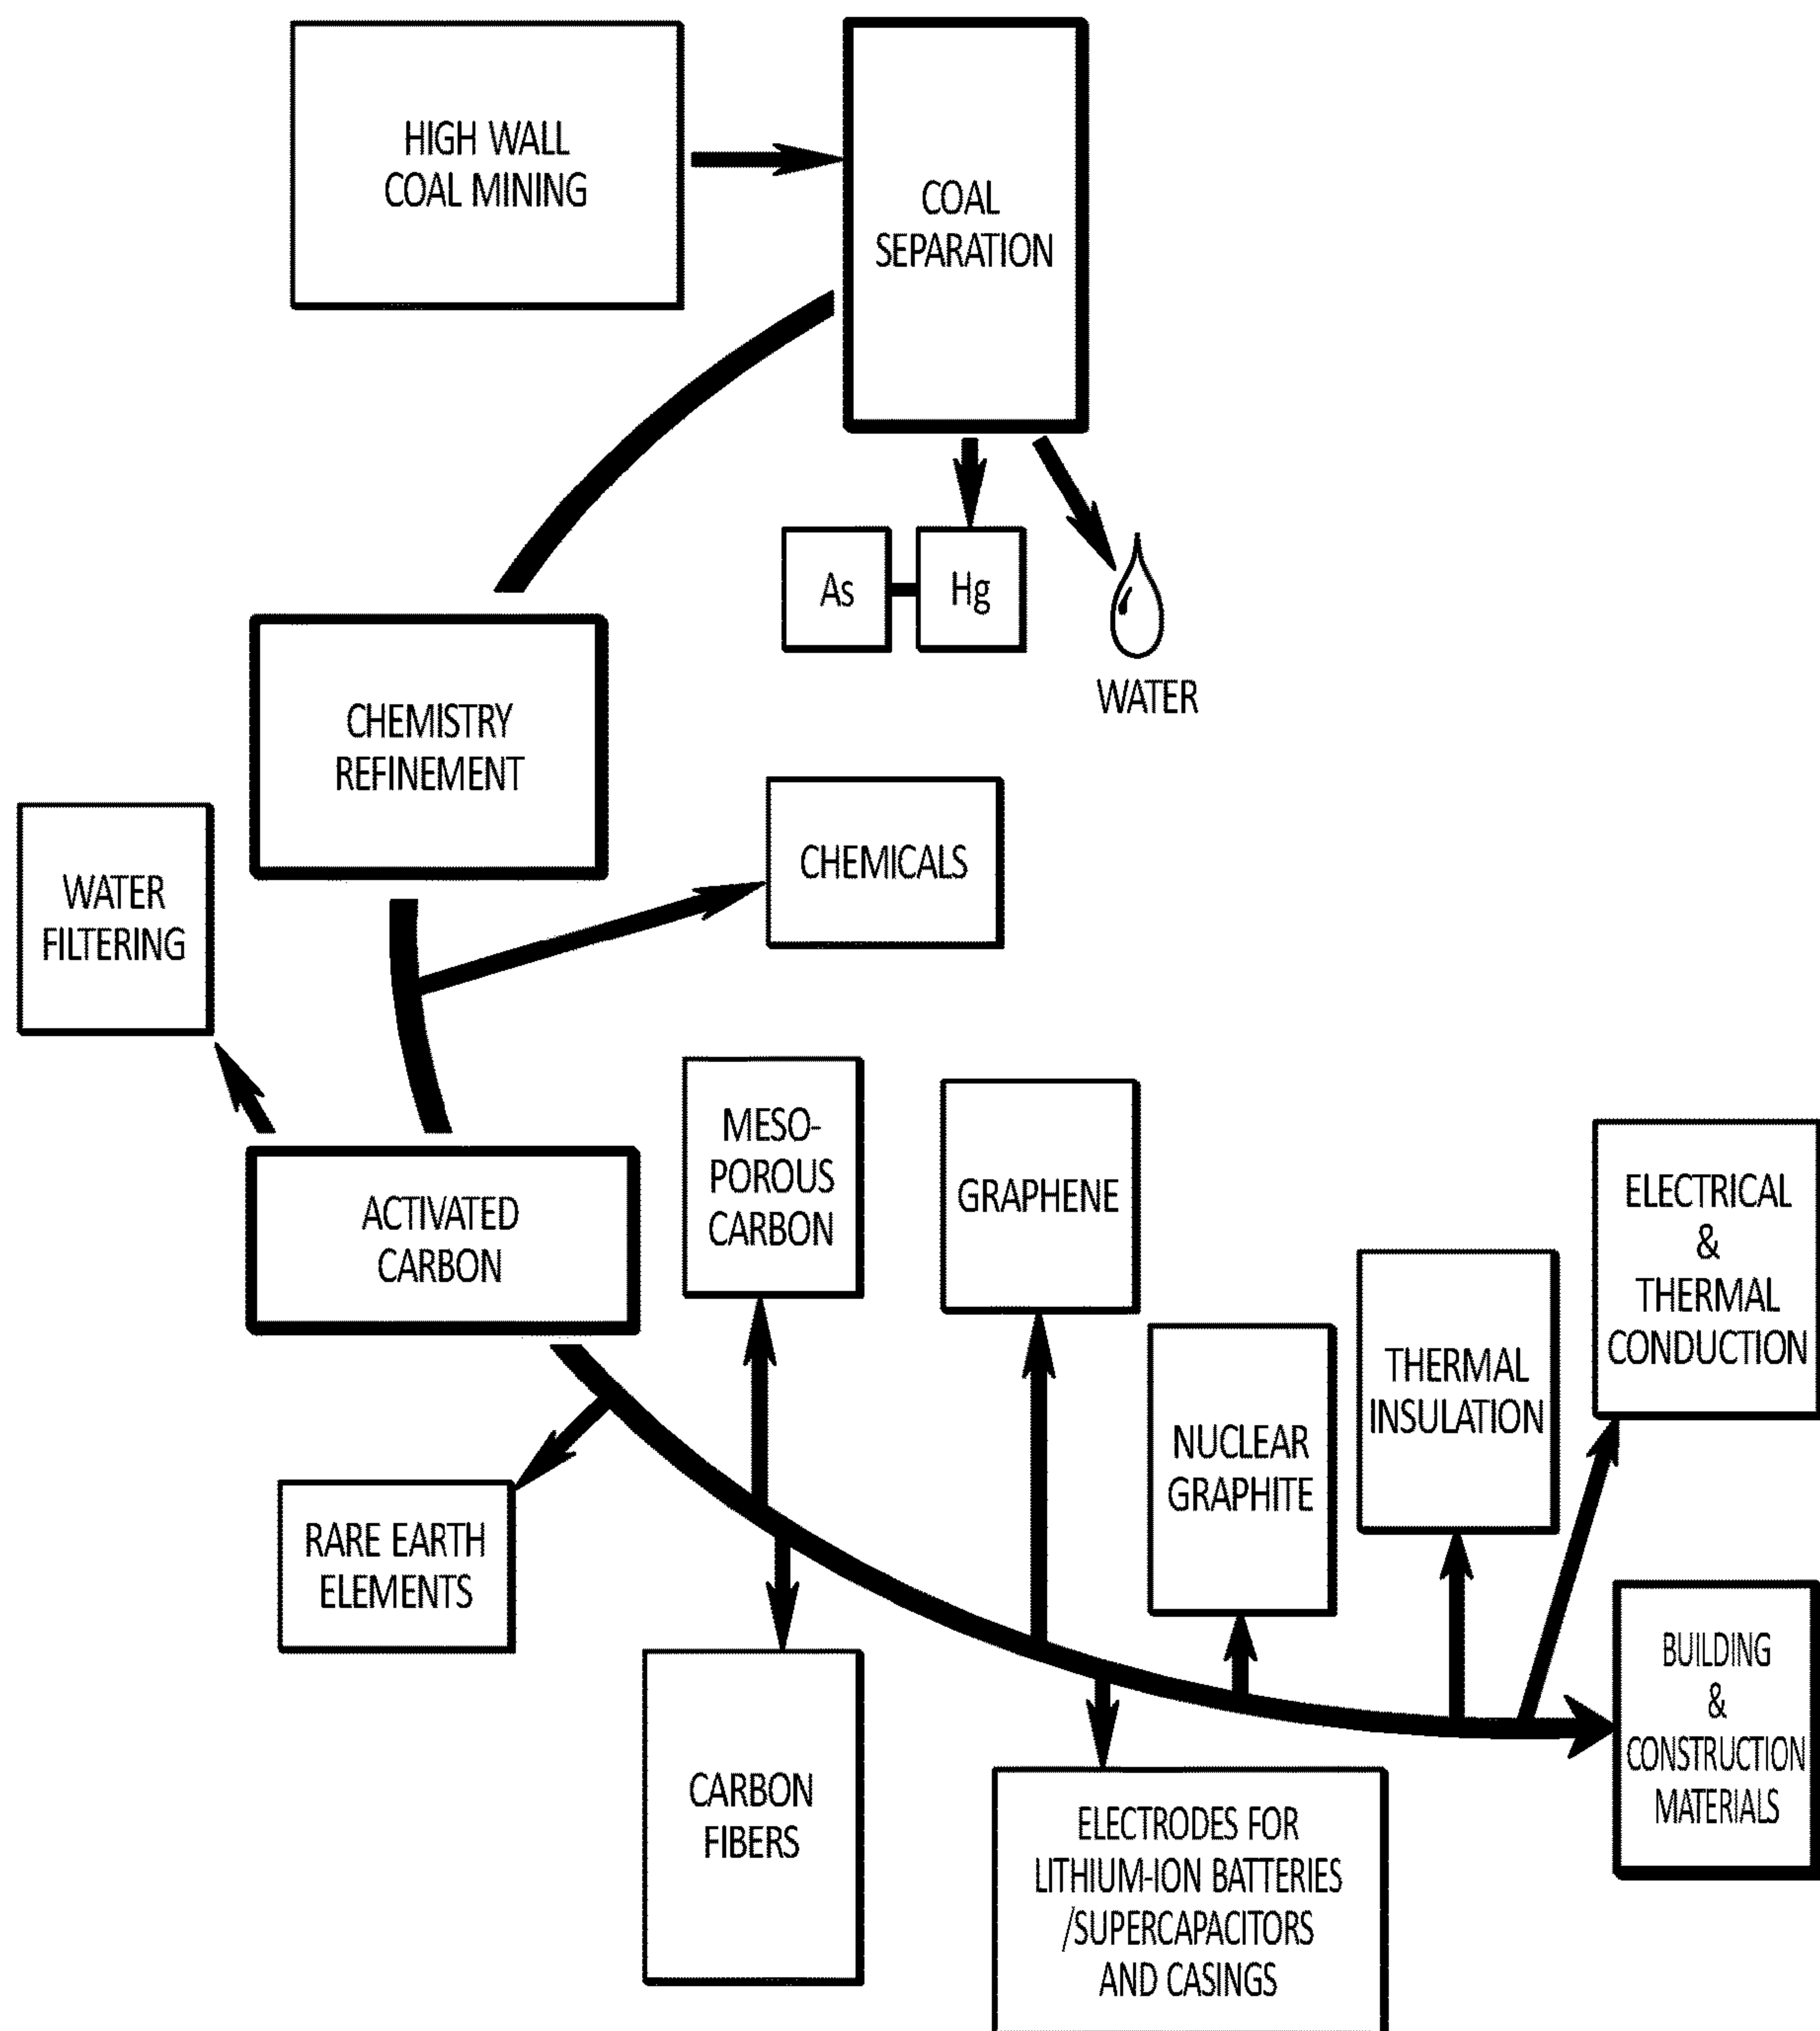 HIGH WALL
COAL MINING
COAL
SEPARATION
As
Hg
WATER
CHEMISTRY
REFINEMENT
CHEMICALS
WATER
FILTERING
ACTIVATED
CARBON
MESO-
POROUS
CARBON
GRAPHENE
NUCLEAR
GRAPHITE
THERMAL
INSULATION
ELECTRICAL
&
THERMAL
CONDUCTION
RARE EARTH
ELEMENTS
CARBON
FIBERS
ELECTRODES FOR
LITHIUM-ION BATTERIES
/SUPERCAPACITORS
AND CASINGS
BUILDING
&
CONSTRUCTION
MATERIALS